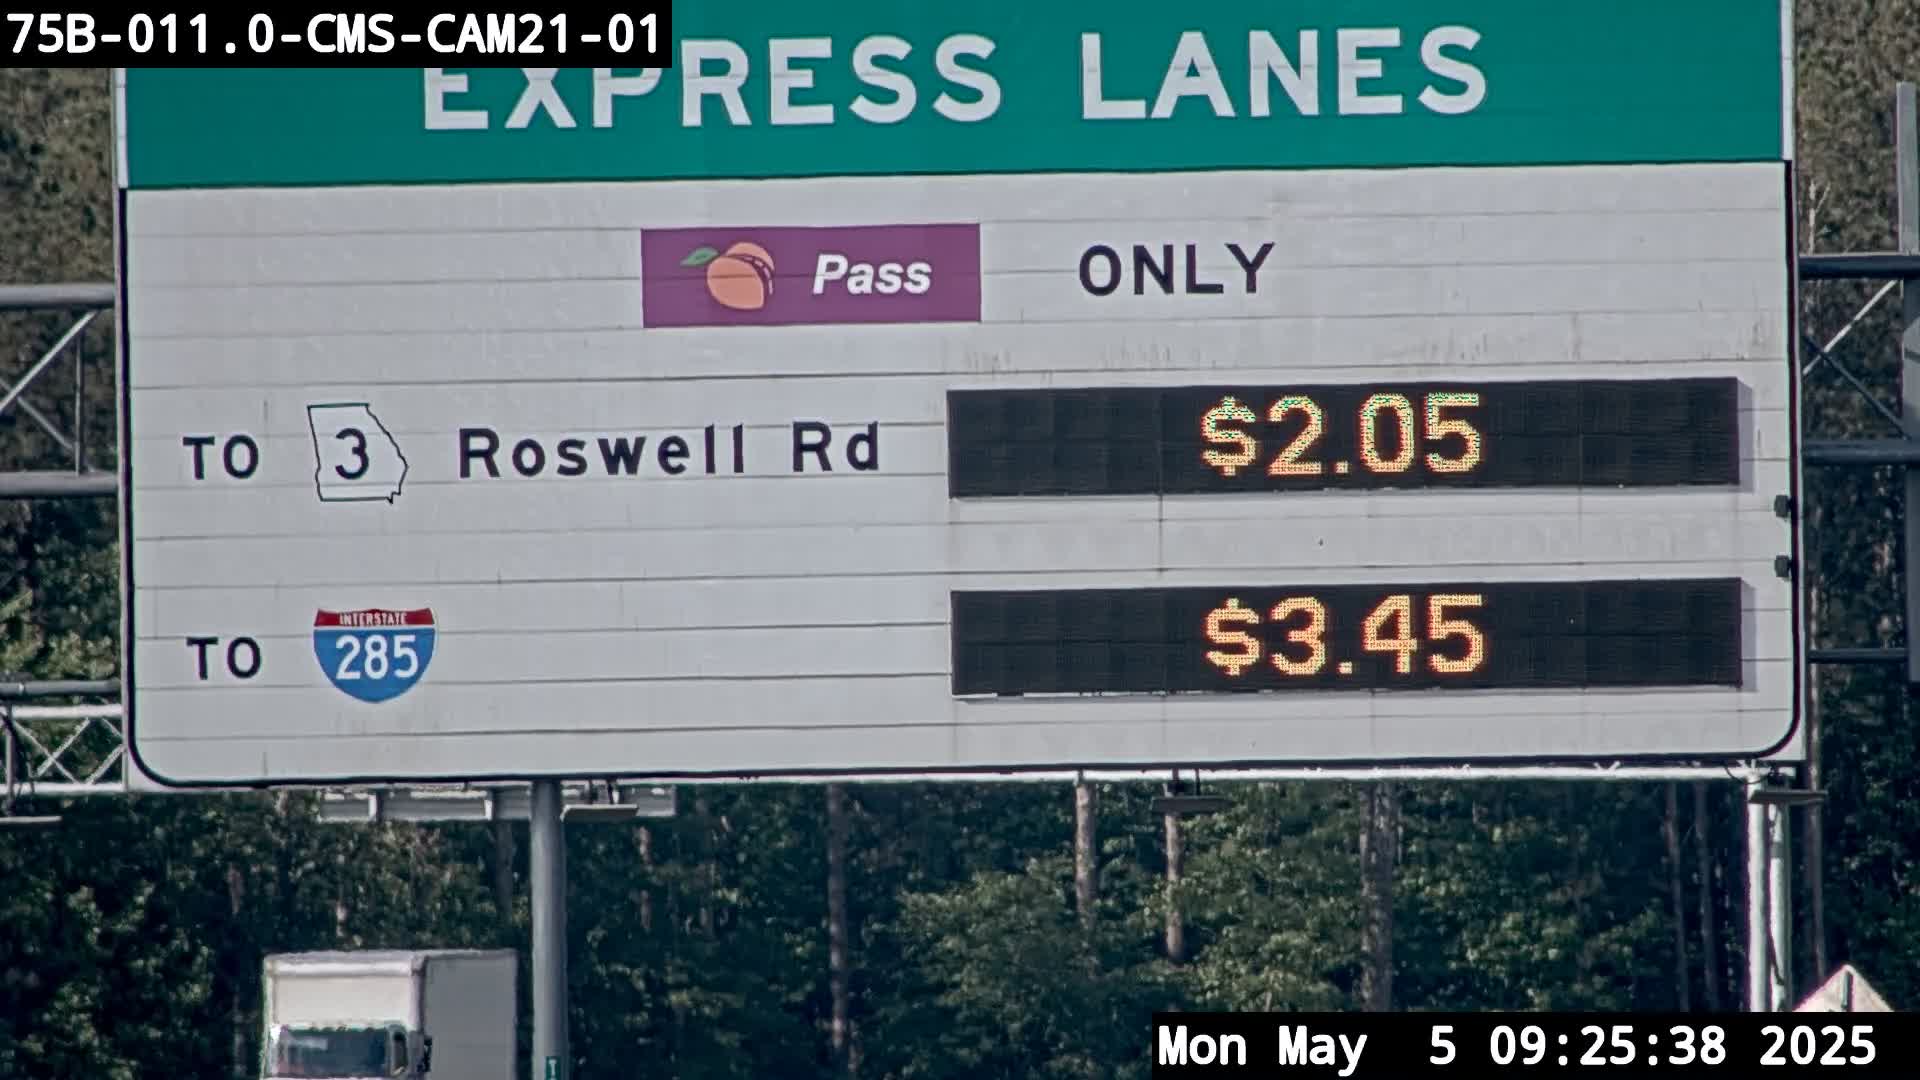 75B-011.0-CMS-CAM21-01
EXPRESS LANES
Pass ONLY
TO 3 Roswell Rd $2.05
TO INTERSTATE 285 $3.45
Mon May 5 09:25:38 2025